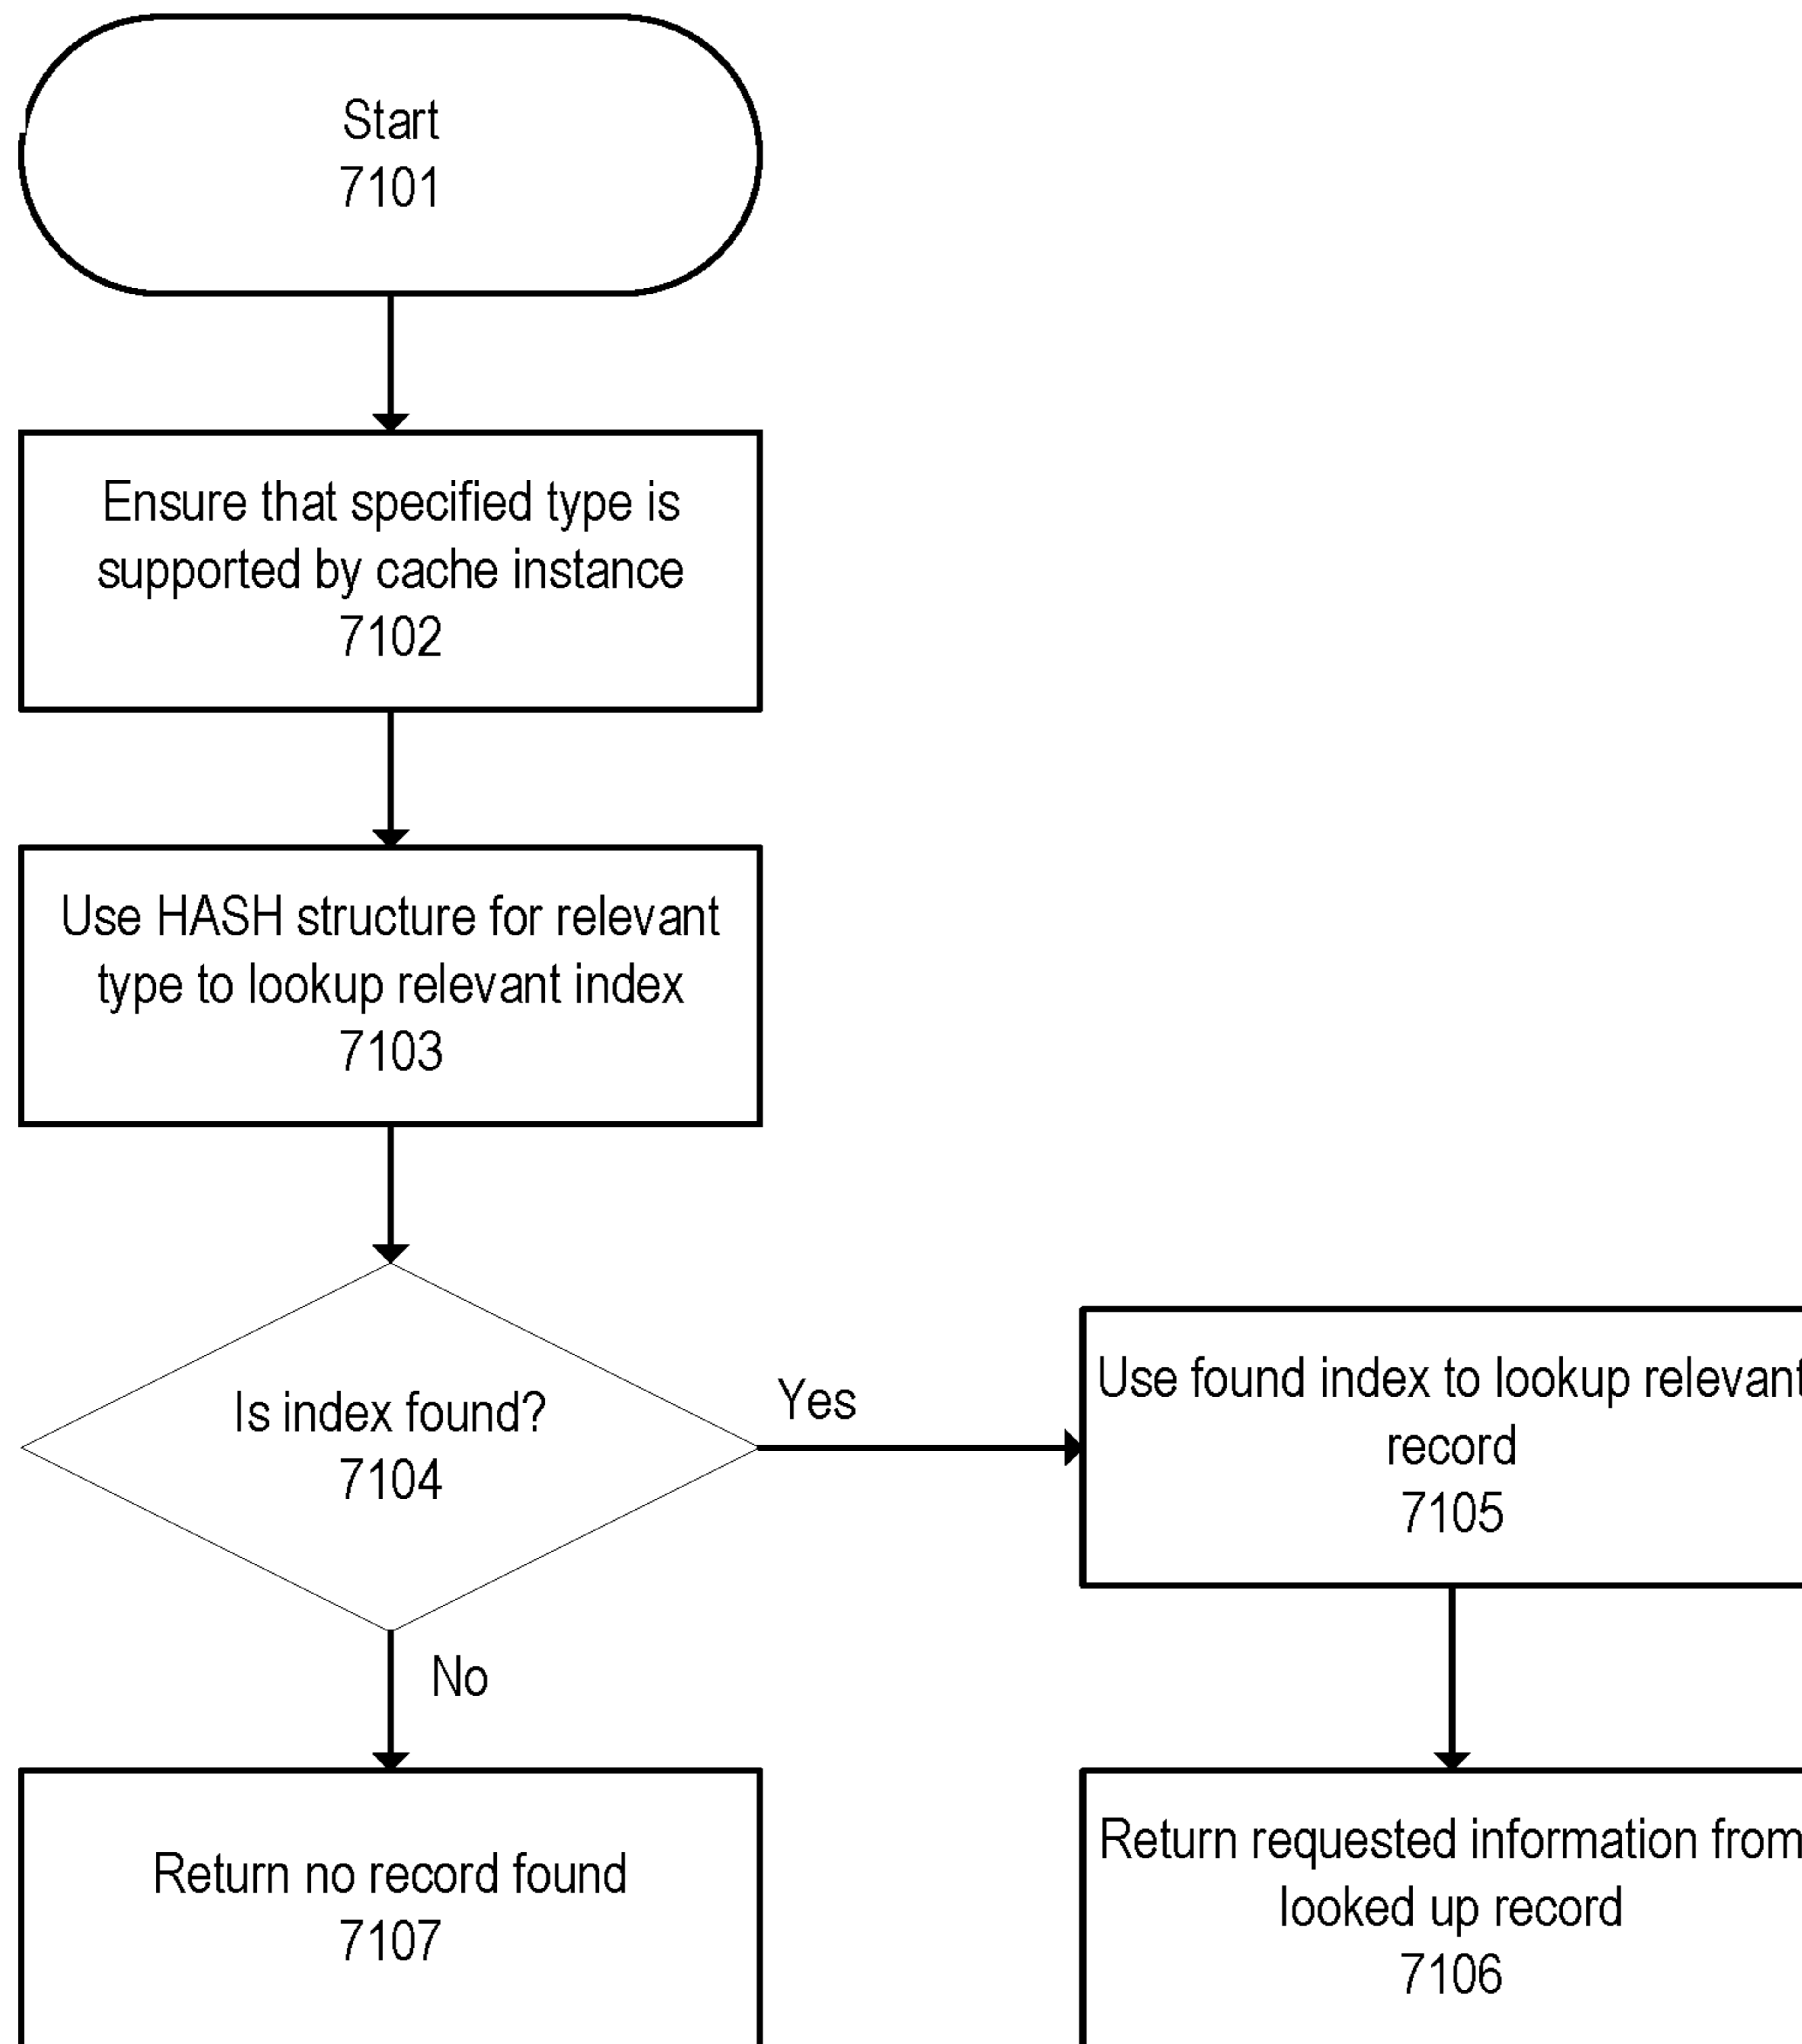 Start
7101
Ensure that specified type is
supported by cache instance
7102
Use HASH structure for relevant
type to lookup relevant index
7103
Is index found?
7104
Yes
Use found index to lookup relevant
record
7105
No
Return no record found
7107
Return requested information from
looked up record
7106